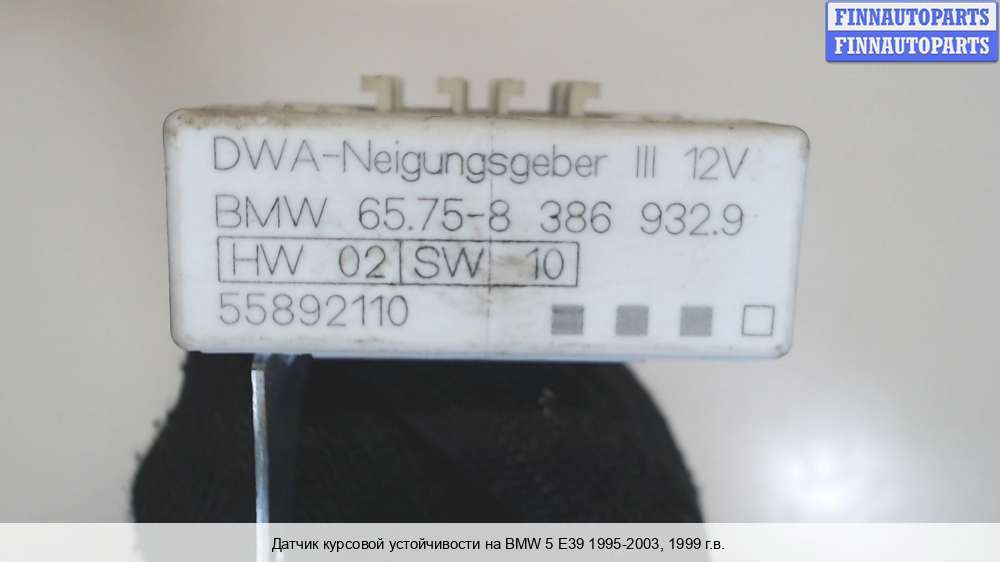 FINNAUTOPARTS
FINNAUTOPARTS
DWA-Neigungsgeber III 12V
BMW 65.75-8 386 932.9
HW 02 SW 10
55892110
Датчик курсовой устойчивости на BMW 5 E39 1995-2003, 1999 г.в.